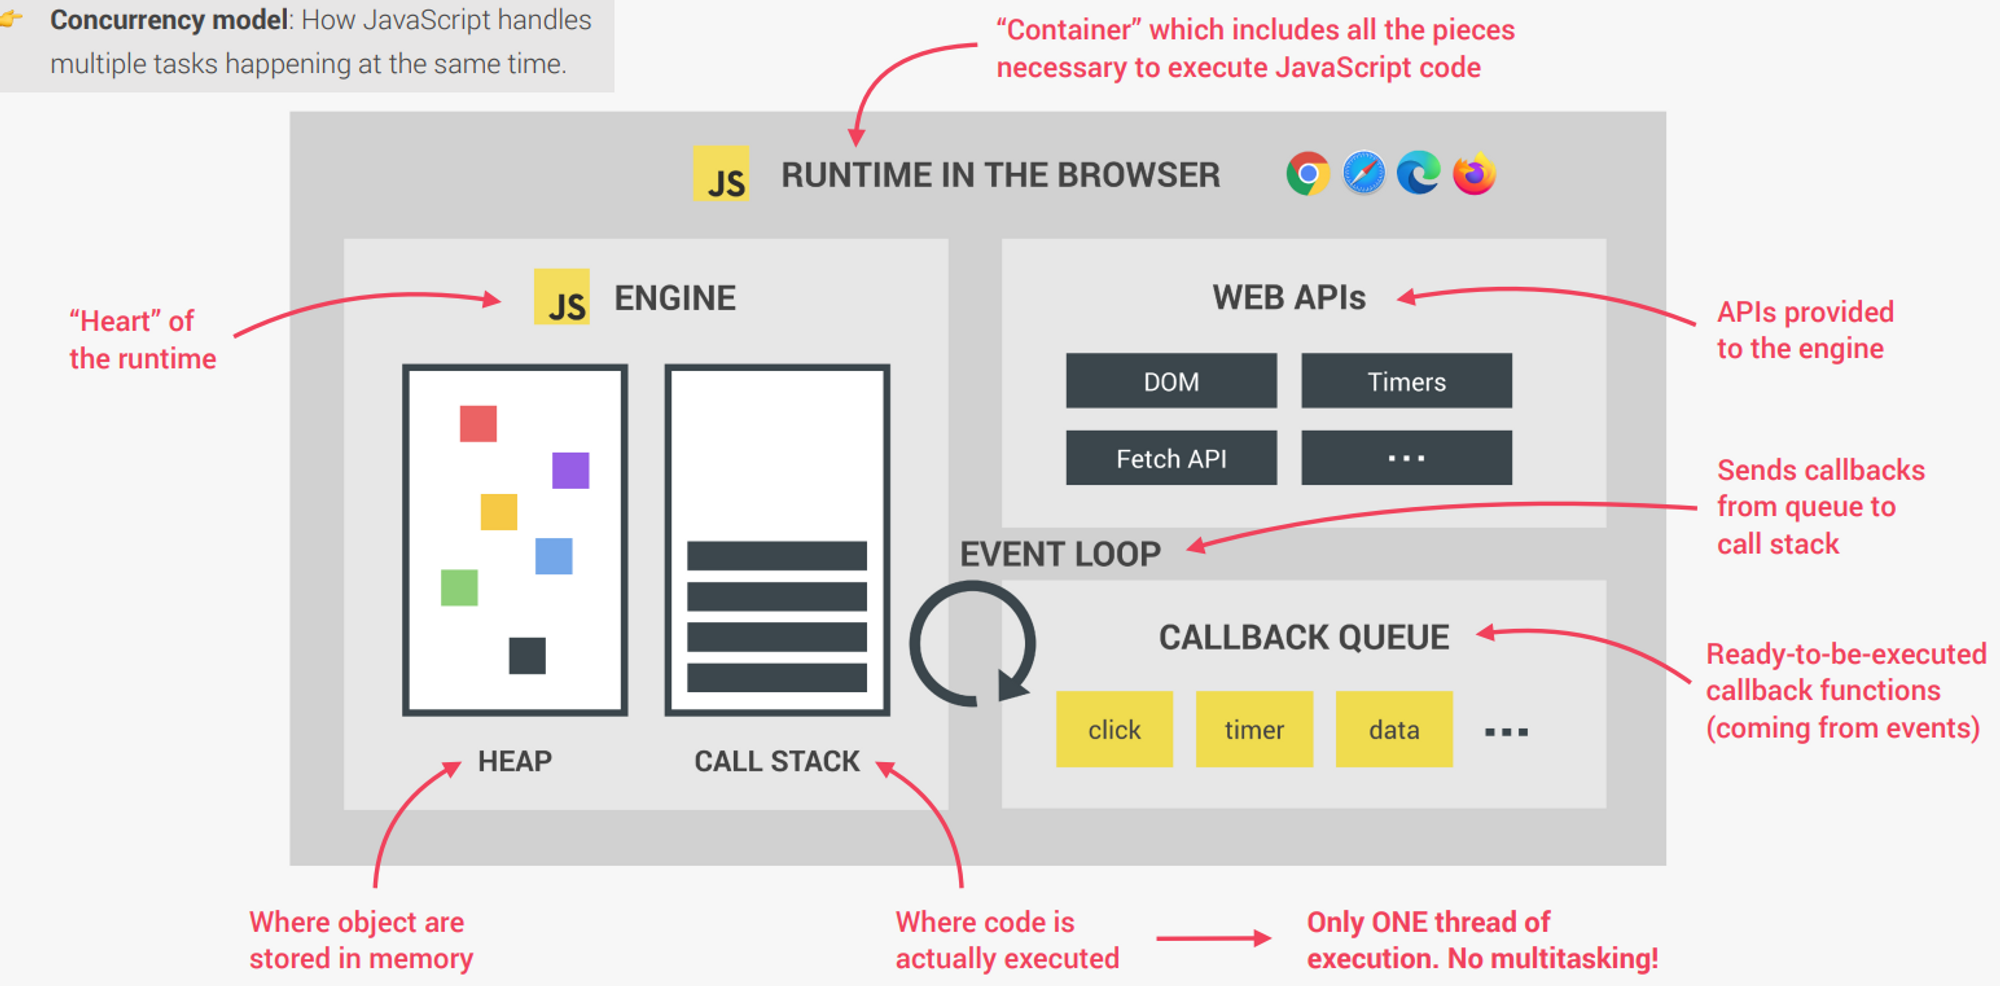 Concurrency model: How JavaScript handles
multiple tasks happening at the same time.
“Container” which includes all the pieces
necessary to execute JavaScript code
JS RUNTIME IN THE BROWSER
“Heart” of
the runtime
JS ENGINE
HEAP
CALL STACK
WEB APIs
DOM
Timers
Fetch API
...
APIs provided
to the engine
EVENT LOOP
Sends callbacks
from queue to
call stack
CALLBACK QUEUE
click
timer
data
...
Ready-to-be-executed
callback functions
(coming from events)
Where object are
stored in memory
Where code is
actually executed
Only ONE thread of
execution. No multitasking!